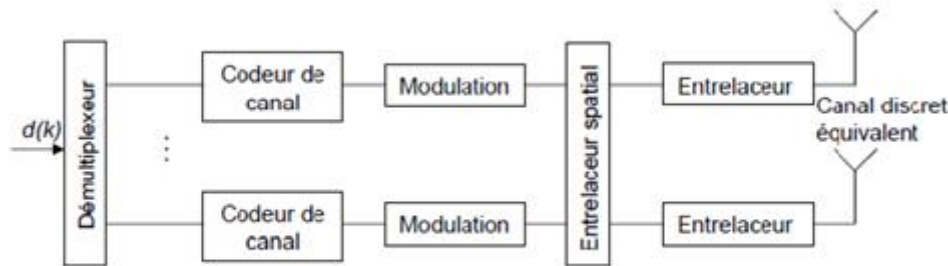 d(k)
Démultiplexeur
Codeur de
canal
Modulation
Entrelaceur spatial
Entrelaceur
Canal discret
équivalent
Codeur de
canal
Modulation
Entrelaceur